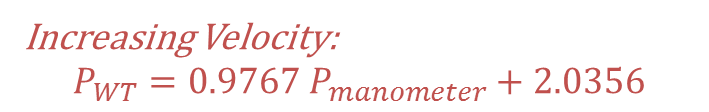 Increasing Velocity:
P_WT = 0.9767 P_manometer + 2.0356